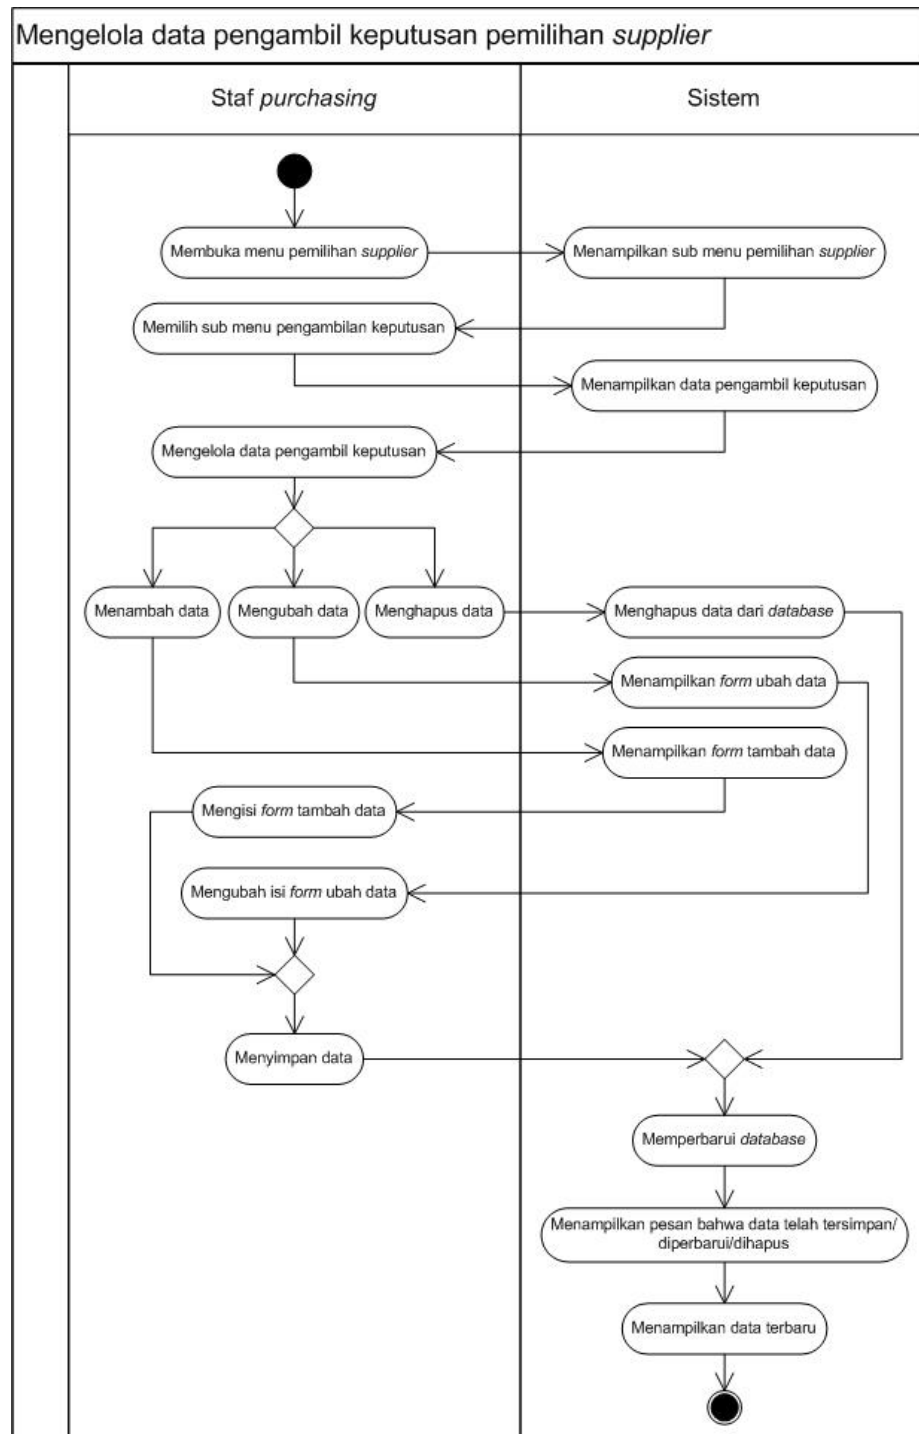 Mengelola data pengambil keputusan pemilihan supplier
Staf purchasing
Sistem
Membuka menu pemilihan supplier
Menampilkan sub menu pemilihan supplier
Memilih sub menu pengambilan keputusan
Menampilkan data pengambil keputusan
Mengelola data pengambil keputusan
Menambah data
Mengubah data
Menghapus data
Menghapus data dari database
Menampilkan form ubah data
Menampilkan form tambah data
Mengisi form tambah data
Mengubah isi form ubah data
Menyimpan data
Memperbarui database
Menampilkan pesan bahwa data telah tersimpan/
diperbarui/dihapus
Menampilkan data terbaru